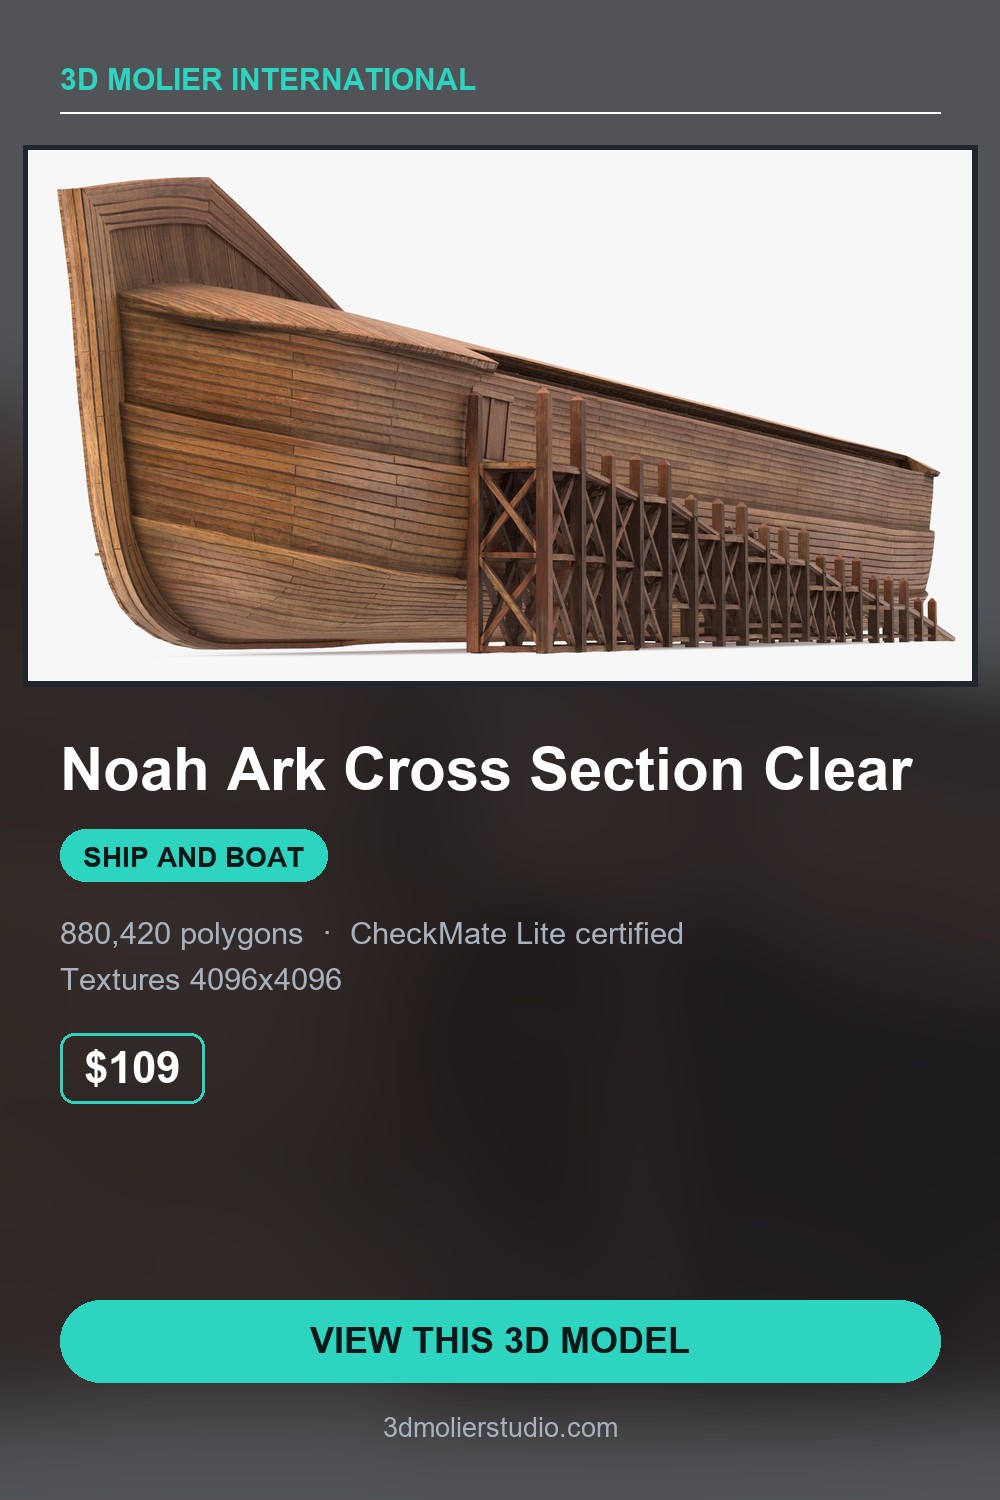 3D MOLIER INTERNATIONAL
Noah Ark Cross Section Clear
SHIP AND BOAT
880,420 polygons · CheckMate Lite certified
Textures 4096x4096
$109
VIEW THIS 3D MODEL
3dmolierstudio.com